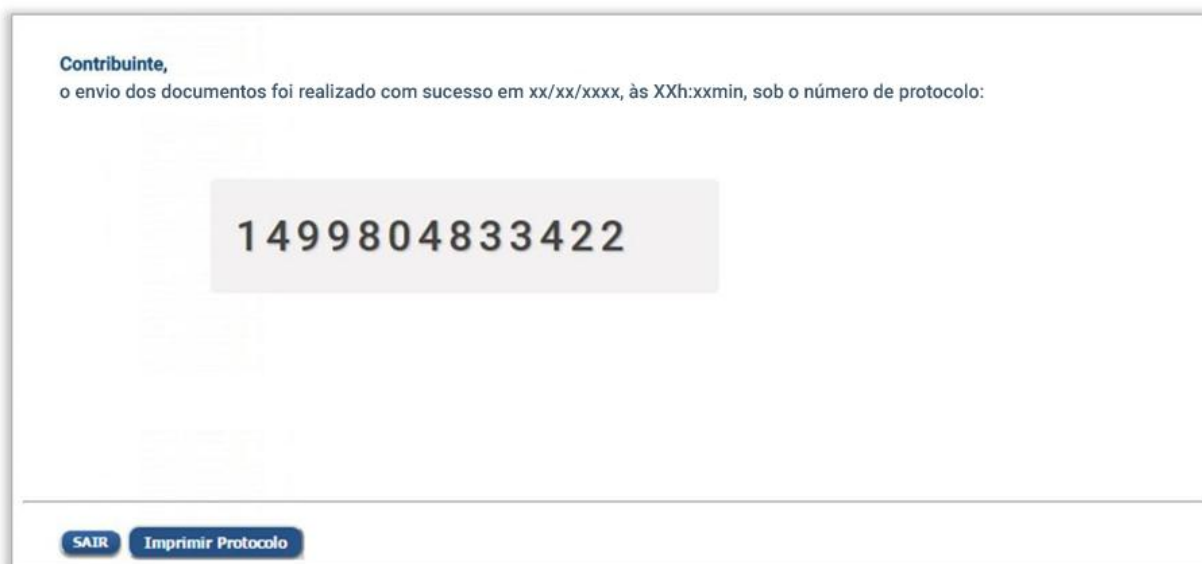 Contribuinte,
o envio dos documentos foi realizado com sucesso em xx/xx/xxxx, às XXh:xxmin, sob o número de protocolo:
1499804833422
SAIR
Imprimir Protocolo